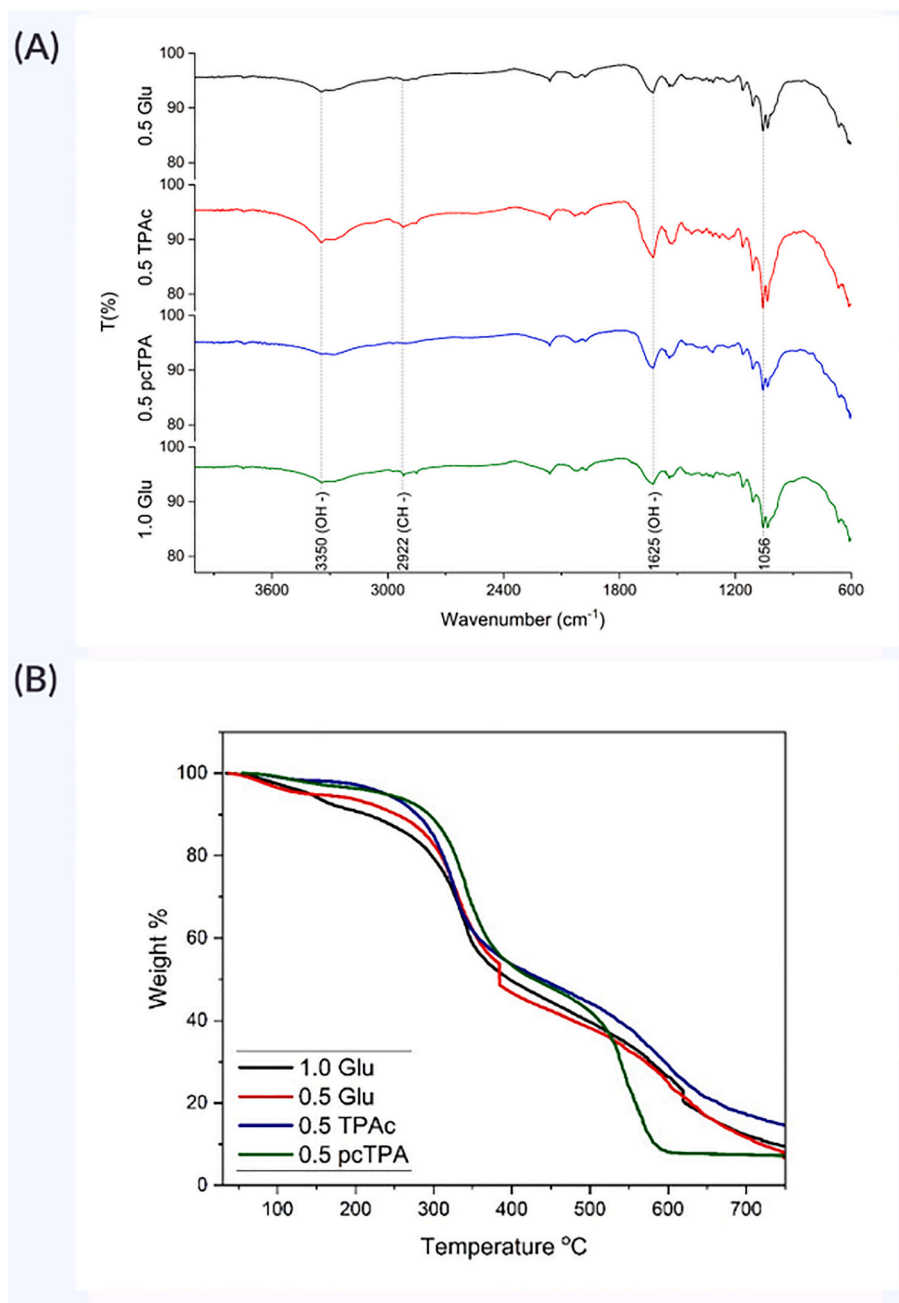 (A)
100
90
80
0.5 Glu
100
90
80
0.5 TPAc
100
90
80
0.5 pcTPA
100
90
80
1.0 Glu
T(%)
3350 (OH -)
2922 (CH -)
1625 (OH -)
1056
3600 3000 2400 1800 1200 600
Wavenumber (cm⁻¹)
(B)
100
80
60
40
20
0
Weight %
1.0 Glu
0.5 Glu
0.5 TPAc
0.5 pcTPA
100 200 300 400 500 600 700
Temperature ºC